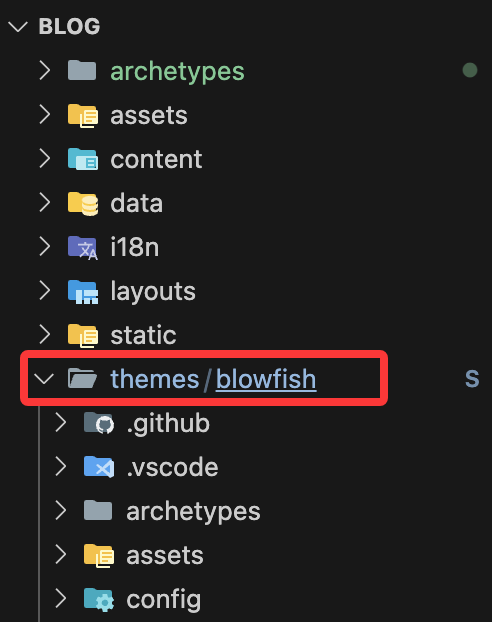 BLOG
archetypes
assets
content
data
i18n
layouts
static
themes/blowfish S
.github
.vscode
archetypes
assets
config